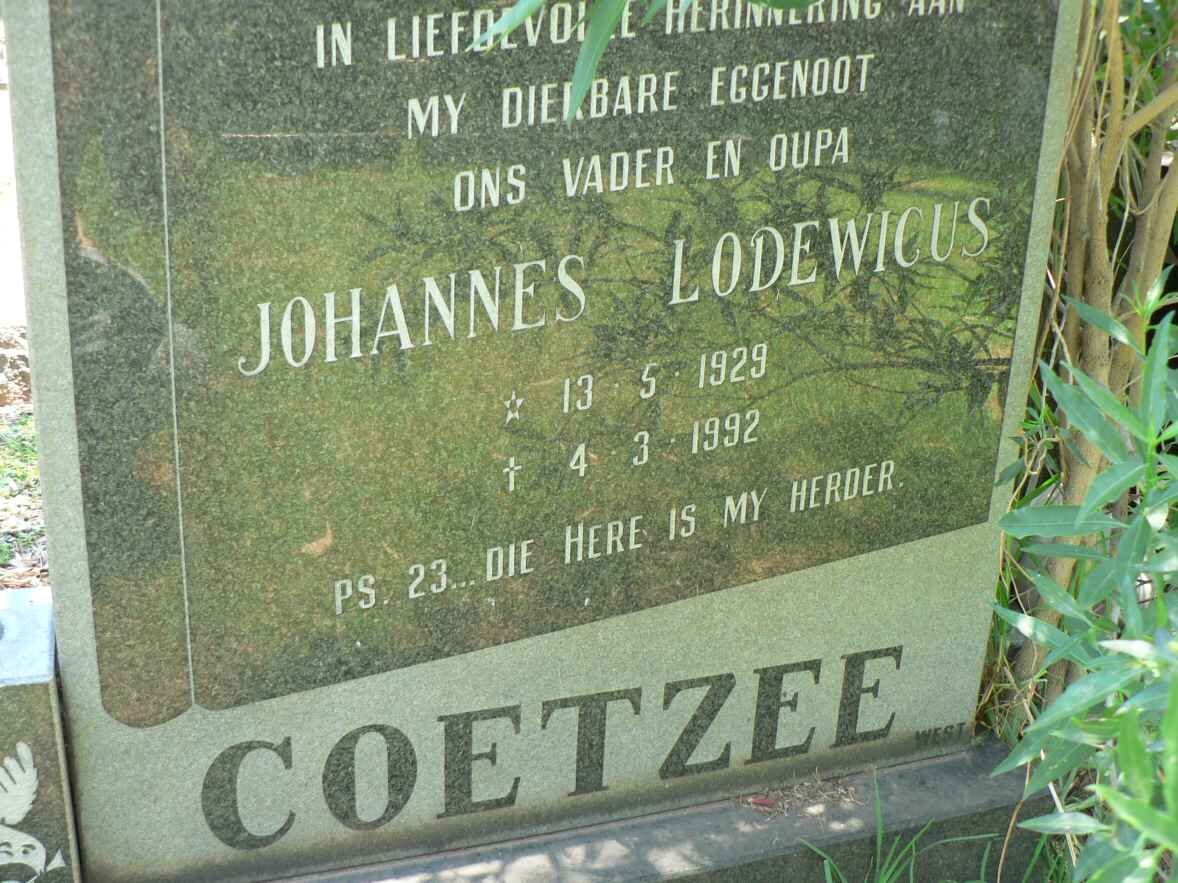 IN LIEFDEVOLLE HERINNERING AAN
MY DIERBARE EGGENOOT
ONS VADER EN OUPA
JOHANNES LODEWICUS
☆ 13 · 5 · 1929
† 4 · 3 · 1992
PS. 23... DIE HERE IS MY HERDER.
COETZEE
WEST